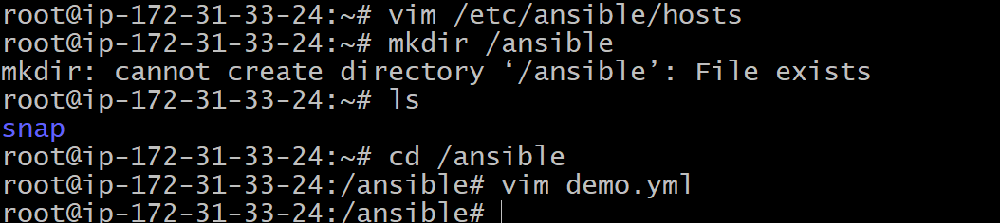 root@ip-172-31-33-24:~# vim /etc/ansible/hosts
root@ip-172-31-33-24:~# mkdir /ansible
mkdir: cannot create directory ‘/ansible’: File exists
root@ip-172-31-33-24:~# ls
snap
root@ip-172-31-33-24:~# cd /ansible
root@ip-172-31-33-24:/ansible# vim demo.yml
root@ip-172-31-33-24:/ansible#